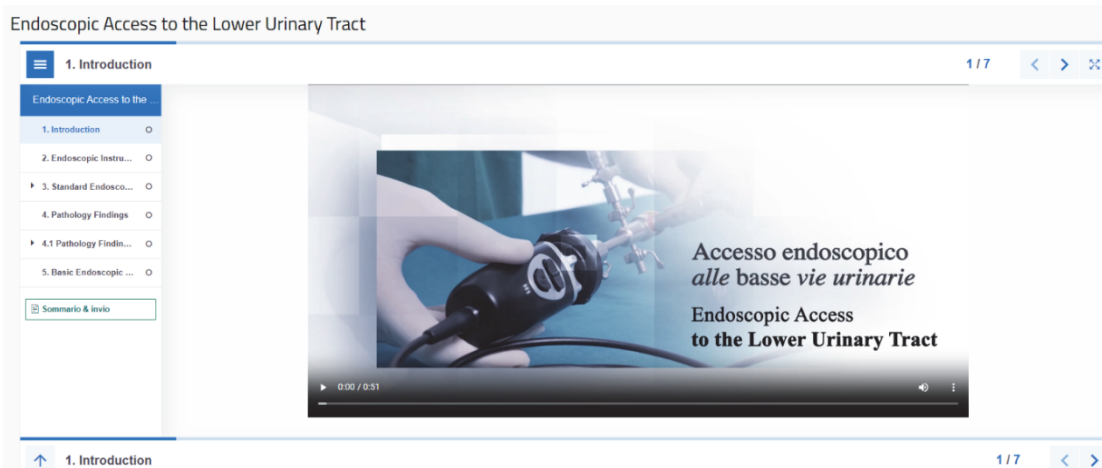 Endoscopic Access to the Lower Urinary Tract
1. Introduction
1 / 7
Endoscopic Access to the ...
1. Introduction
2. Endoscopic Instru...
3. Standard Endosco...
4. Pathology Findings
4.1 Pathology Findin...
5. Basic Endoscopic ...
Sommario & invio
H1
Accesso endoscopico
alle basse vie urinarie
Endoscopic Access
to the Lower Urinary Tract
0:00 / 0:51
1. Introduction
1 / 7